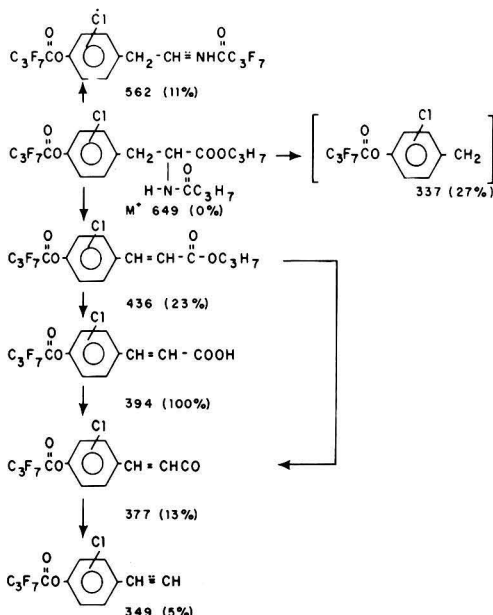 Cl
O
C3F7CO
CH2-CH=NHCC3F7
O
562 (11%)
Cl
O
C3F7CO
CH2-CH-COOC3H7
O
H-N-CC3H7
M+ 649 (0%)
Cl
O
C3F7CO
CH2
337 (27%)
Cl
O
C3F7CO
CH=CH-C-OC3H7
O
436 (23%)
Cl
O
C3F7CO
CH=CH-COOH
394 (100%)
Cl
O
C3F7CO
CH=CHCO
377 (13%)
Cl
O
C3F7CO
CH=CH
349 (5%)